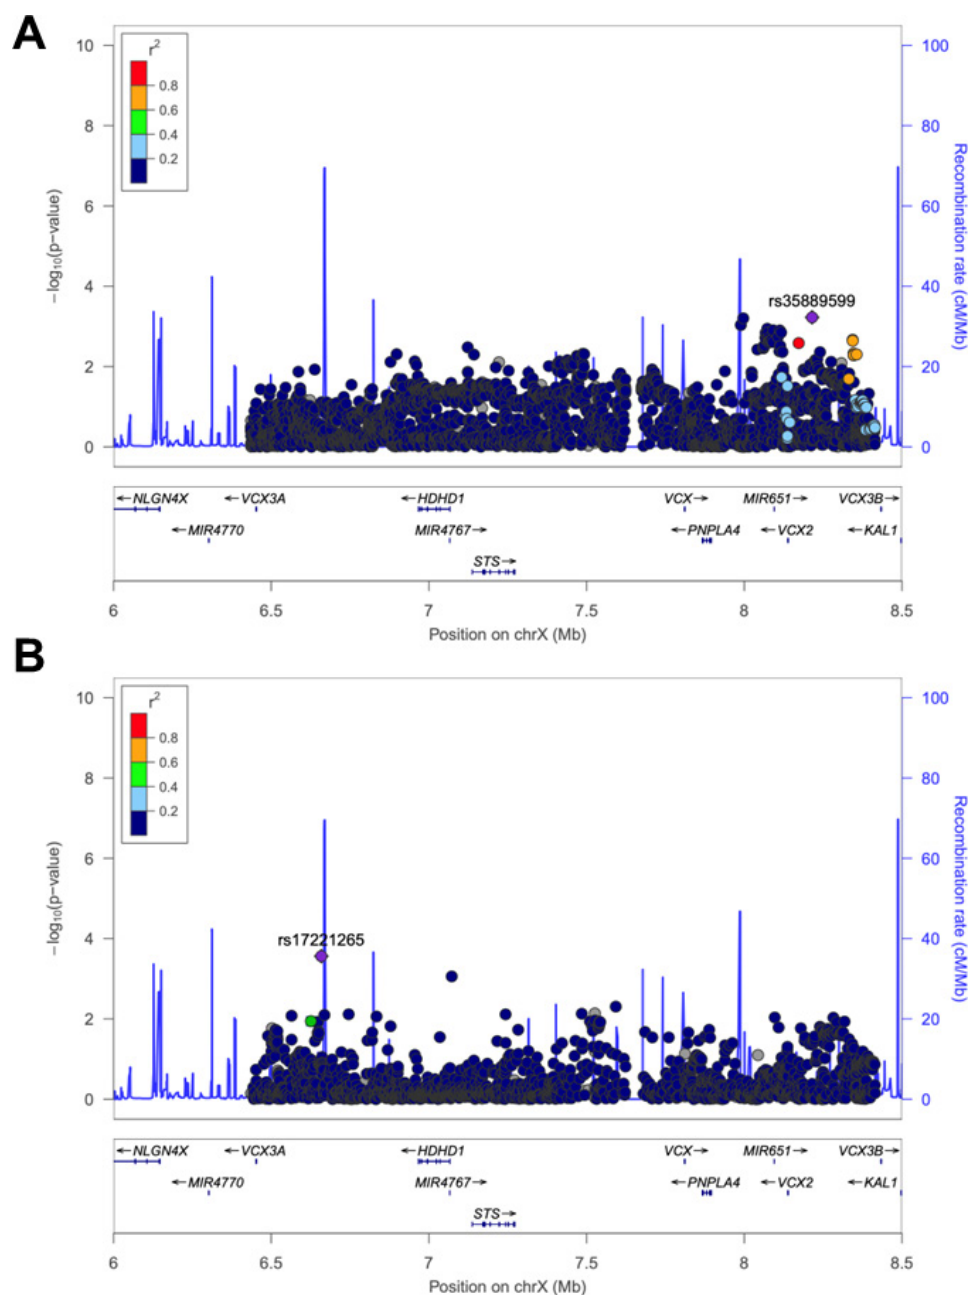 A
r2
0.8
0.6
0.4
0.2
10
8
6
4
2
0
−log10(p−value)
100
80
60
40
20
0
Recombination rate (cM/Mb)
rs35889599
←NLGN4X ←VCX3A ←HDHD1 VCX→ MIR651→ VCX3B→
←MIR4770 MIR4767→ ←PNPLA4 ←VCX2 ←KAL1
STS→
6 6.5 7 7.5 8 8.5
Position on chrX (Mb)
B
r2
0.8
0.6
0.4
0.2
10
8
6
4
2
0
−log10(p−value)
100
80
60
40
20
0
Recombination rate (cM/Mb)
rs17221265
←NLGN4X ←VCX3A ←HDHD1 VCX→ MIR651→ VCX3B→
←MIR4770 MIR4767→ ←PNPLA4 ←VCX2 ←KAL1
STS→
6 6.5 7 7.5 8 8.5
Position on chrX (Mb)